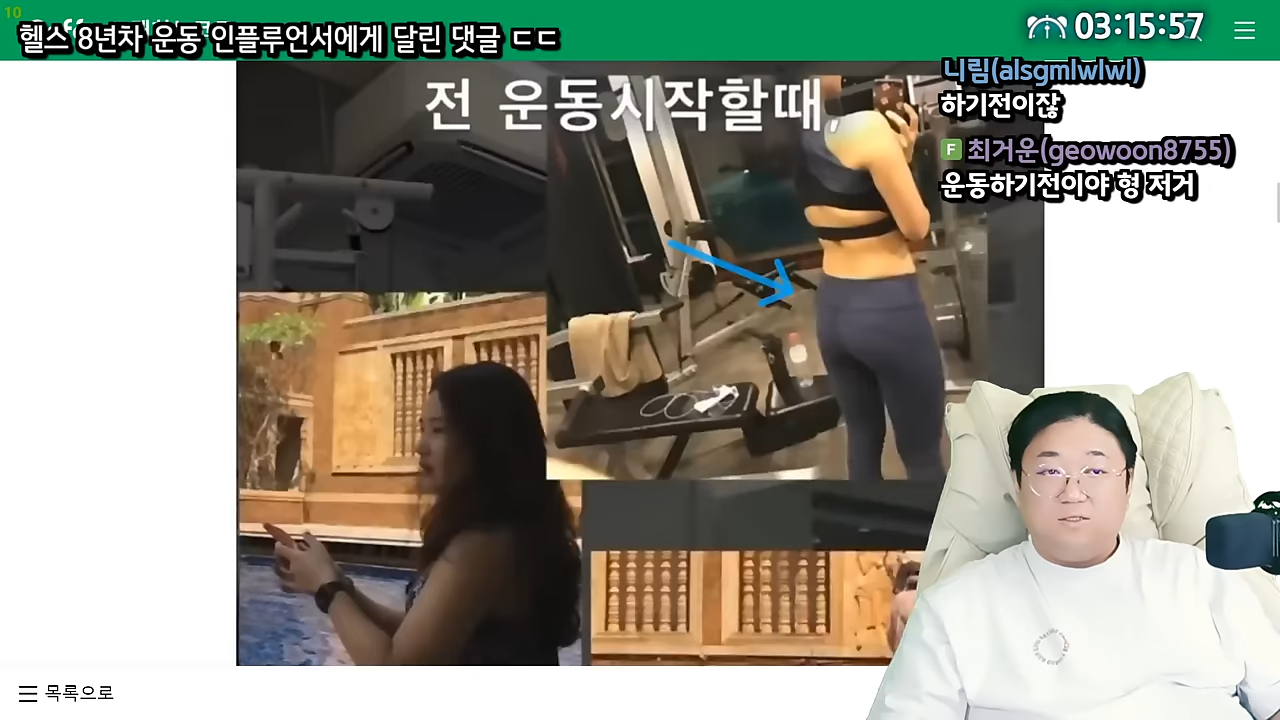 10
헬스 8년차 운동 인플루언서에게 달린 댓글 ㄷㄷ
03:15:57
니림(alsgmlwlwl)
하기전이잖
F 최거운(geowoon8755)
운동하기전이야 형 저거
전 운동시작할때,
목록으로